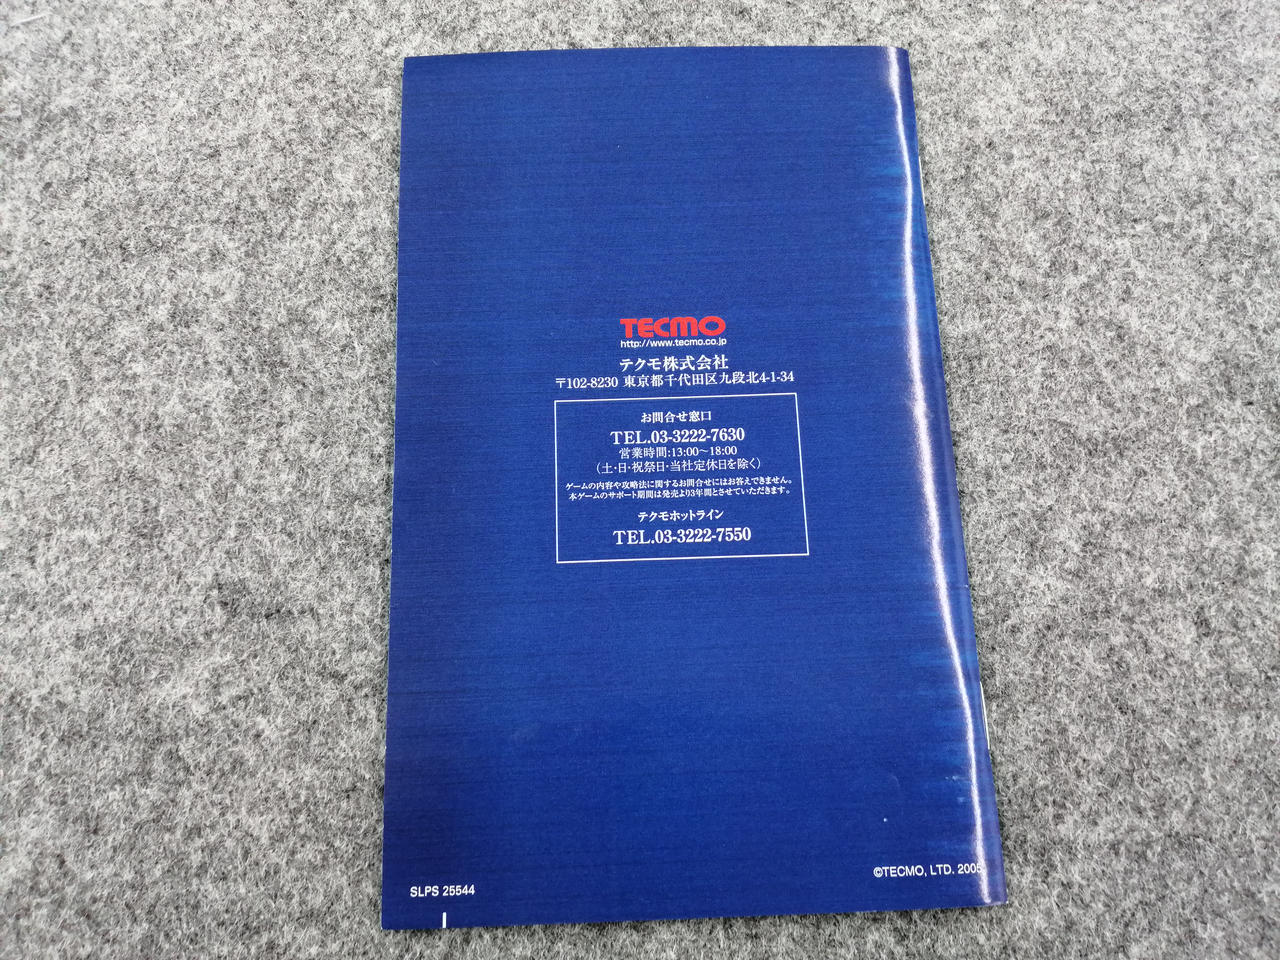 TECMO
http://www.tecmo.co.jp
テクモ株式会社
〒102-8230 東京都千代田区九段北4-1-34
お問合せ窓口
TEL.03-3222-7630
営業時間:13:00〜18:00
(土・日・祝祭日・当社定休日を除く)
ゲームの内容や攻略法に関するお問合せにはお答えできません。
本ゲームのサポート期間は発売より3年間とさせていただきます。
テクモホットライン
TEL.03-3222-7550
©TECMO, LTD. 2005
SLPS 25544